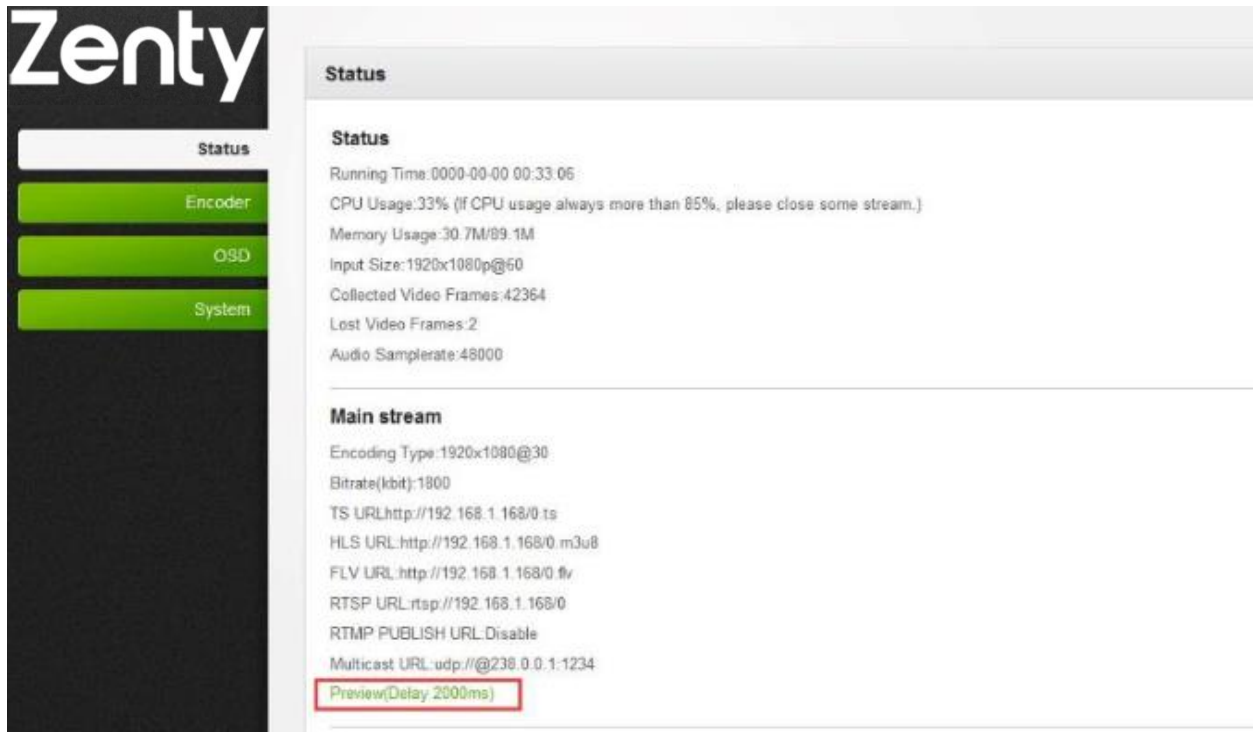 Zenty
Status
Encoder
OSD
System
Status
Status
Running Time:0000-00-00 00:33:06
CPU Usage:33% (If CPU usage always more than 85%, please close some stream.)
Memory Usage:30.7M/89.1M
Input Size:1920x1080p@60
Collected Video Frames:42364
Lost Video Frames:2
Audio Samplerate:48000
Main stream
Encoding Type:1920x1080@30
Bitrate(kbit):1800
TS URLhttp://192.168.1.168/0.ts
HLS URL:http://192.168.1.168/0.m3u8
FLV URL:http://192.168.1.168/0.flv
RTSP URL:rtsp://192.168.1.168/0
RTMP PUBLISH URL:Disable
Multicast URL:udp://@238.0.0.1:1234
Preview(Delay 2000ms)